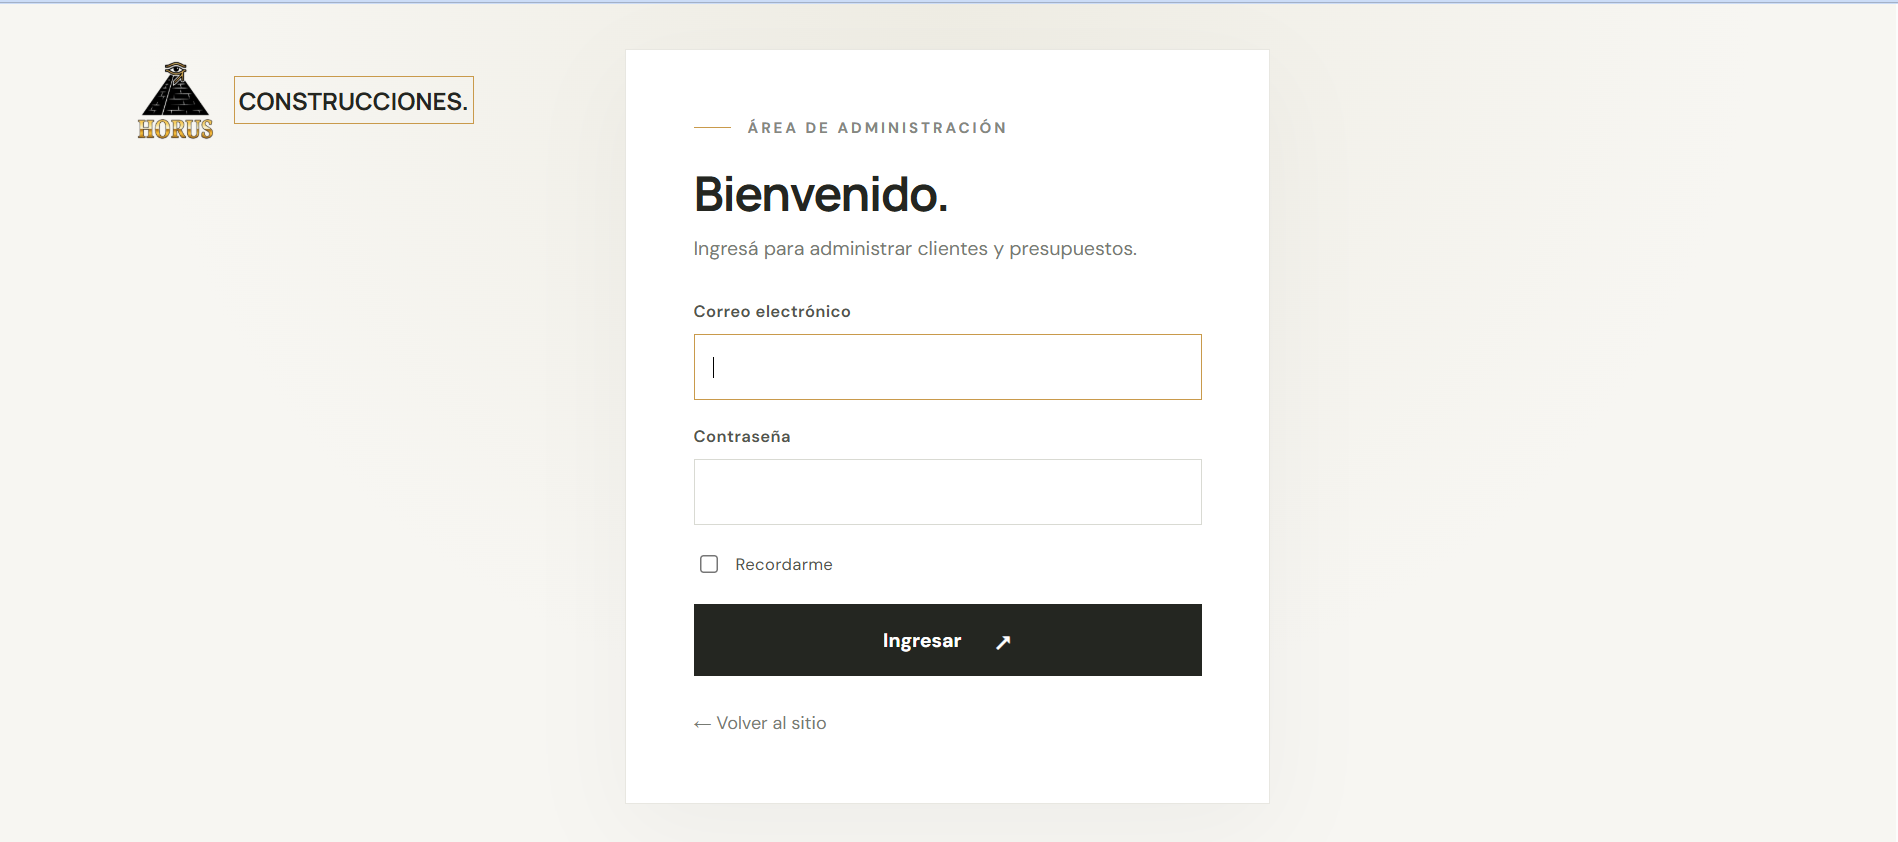 HORUS
CONSTRUCCIONES.
ÁREA DE ADMINISTRACIÓN
Bienvenido.
Ingresá para administrar clientes y presupuestos.
Correo electrónico
Contraseña
Recordarme
Ingresar ↗
← Volver al sitio